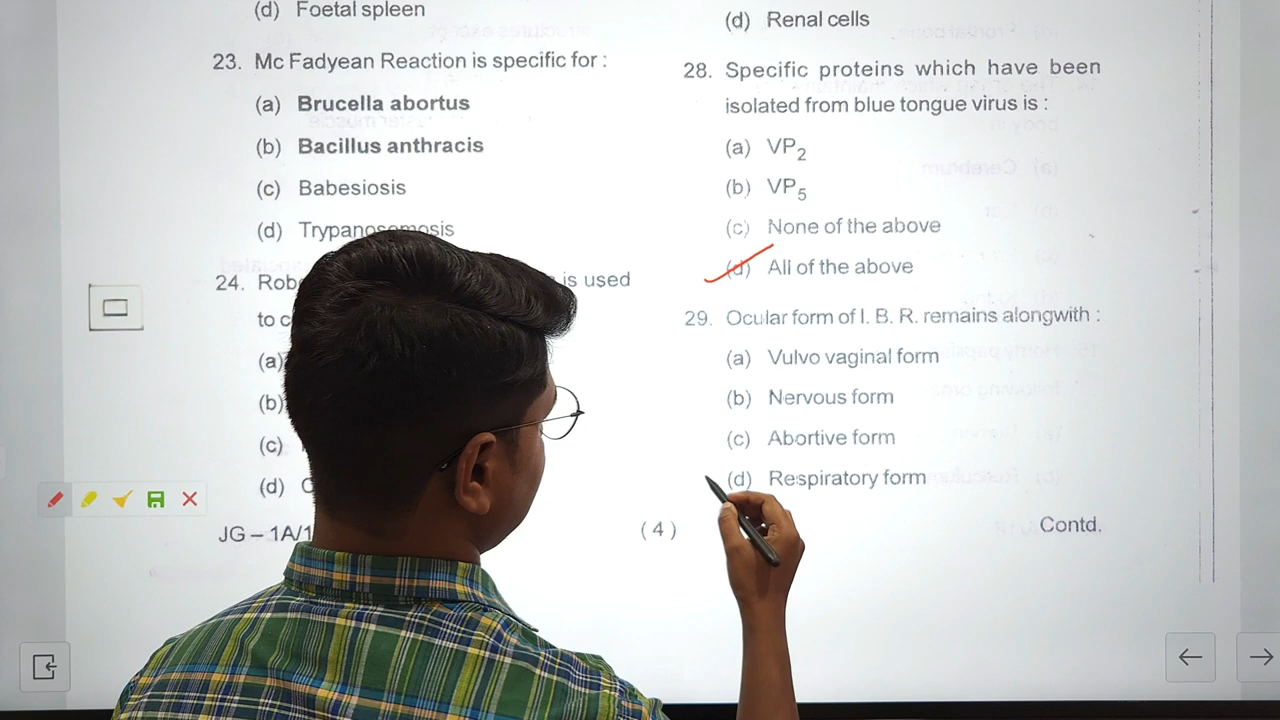 (d) Foetal spleen
23. Mc Fadyean Reaction is specific for :
(a) Brucella abortus
(b) Bacillus anthracis
(c) Babesiosis
(d) Trypanosomosis
24. is used
to
(a)
(b)
(c)
(d)
JG – 1A/1
(d) Renal cells
28. Specific proteins which have been
isolated from blue tongue virus is :
(a) VP2
(b) VP5
(c) None of the above
(d) All of the above
29. Ocular form of I. B. R. remains alongwith :
(a) Vulvo vaginal form
(b) Nervous form
(c) Abortive form
(d) Respiratory form
( 4 )
Contd.